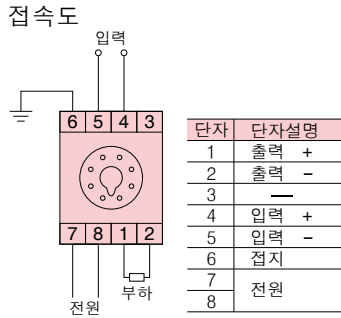 접속도
입력
6 5 4 3
7 8 1 2
전원
부하
단자 단자설명
1 출력 +
2 출력 −
3 —
4 입력 +
5 입력 −
6 접지
7 전원
8